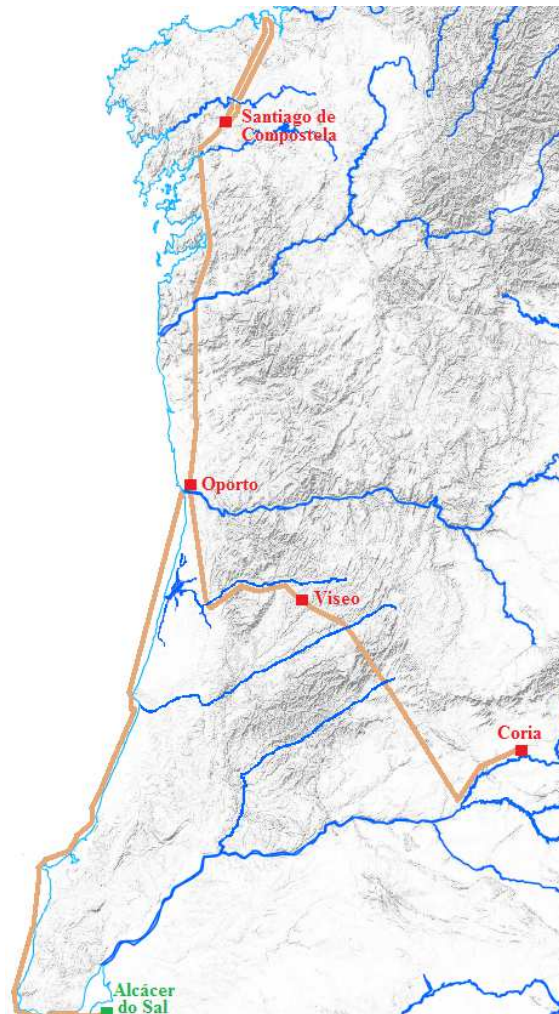 Santiago de
Compostela
Oporto
Viseo
Coria
Alcácer
do Sal